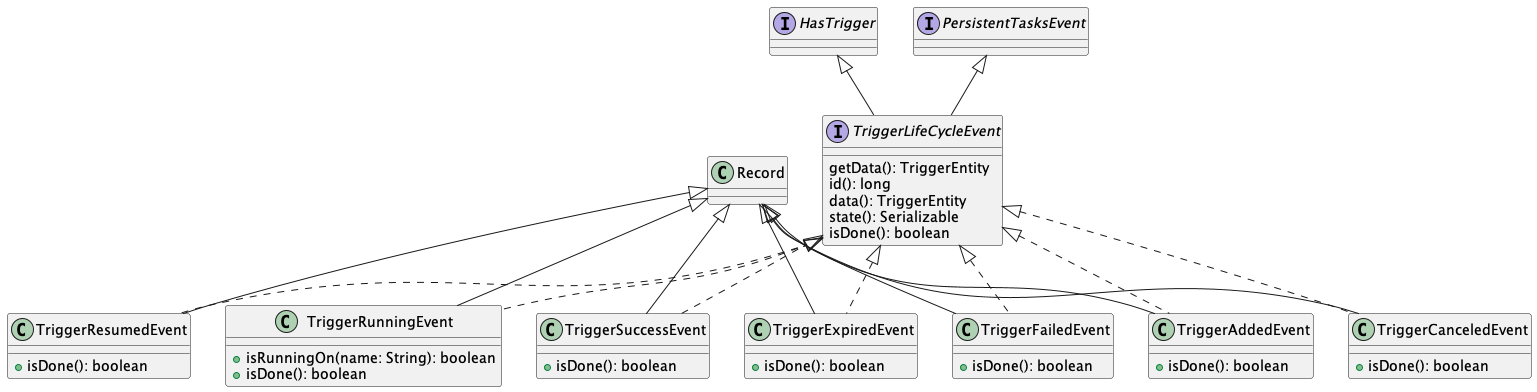 I HasTrigger
I PersistentTasksEvent
I TriggerLifeCycleEvent
getData(): TriggerEntity
id(): long
data(): TriggerEntity
state(): Serializable
isDone(): boolean
C Record
C TriggerResumedEvent
isDone(): boolean
C TriggerRunningEvent
isRunningOn(name: String): boolean
isDone(): boolean
C TriggerSuccessEvent
isDone(): boolean
C TriggerExpiredEvent
isDone(): boolean
C TriggerFailedEvent
isDone(): boolean
C TriggerAddedEvent
isDone(): boolean
C TriggerCanceledEvent
isDone(): boolean